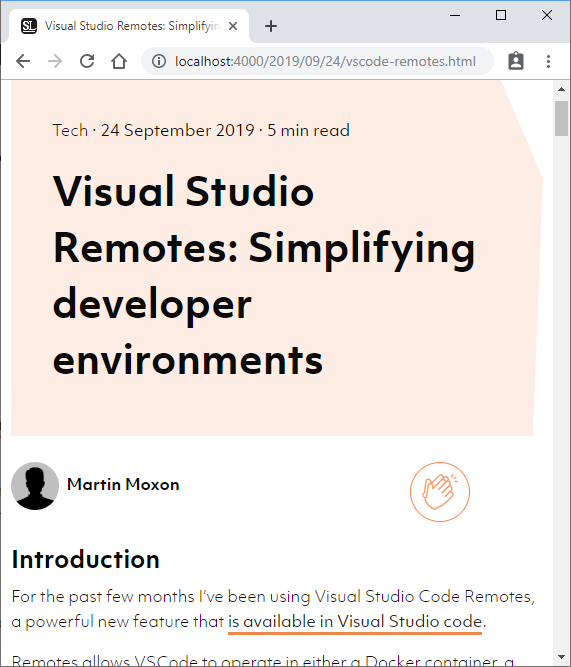 SL Visual Studio Remotes: Simplifyin
localhost:4000/2019/09/24/vscode-remotes.html
Tech · 24 September 2019 · 5 min read
Visual Studio
Remotes: Simplifying
developer
environments
Martin Moxon
Introduction
For the past few months I've been using Visual Studio Code Remotes,
a powerful new feature that is available in Visual Studio code.
Remotes allows VSCode to operate in either a Docker container, a